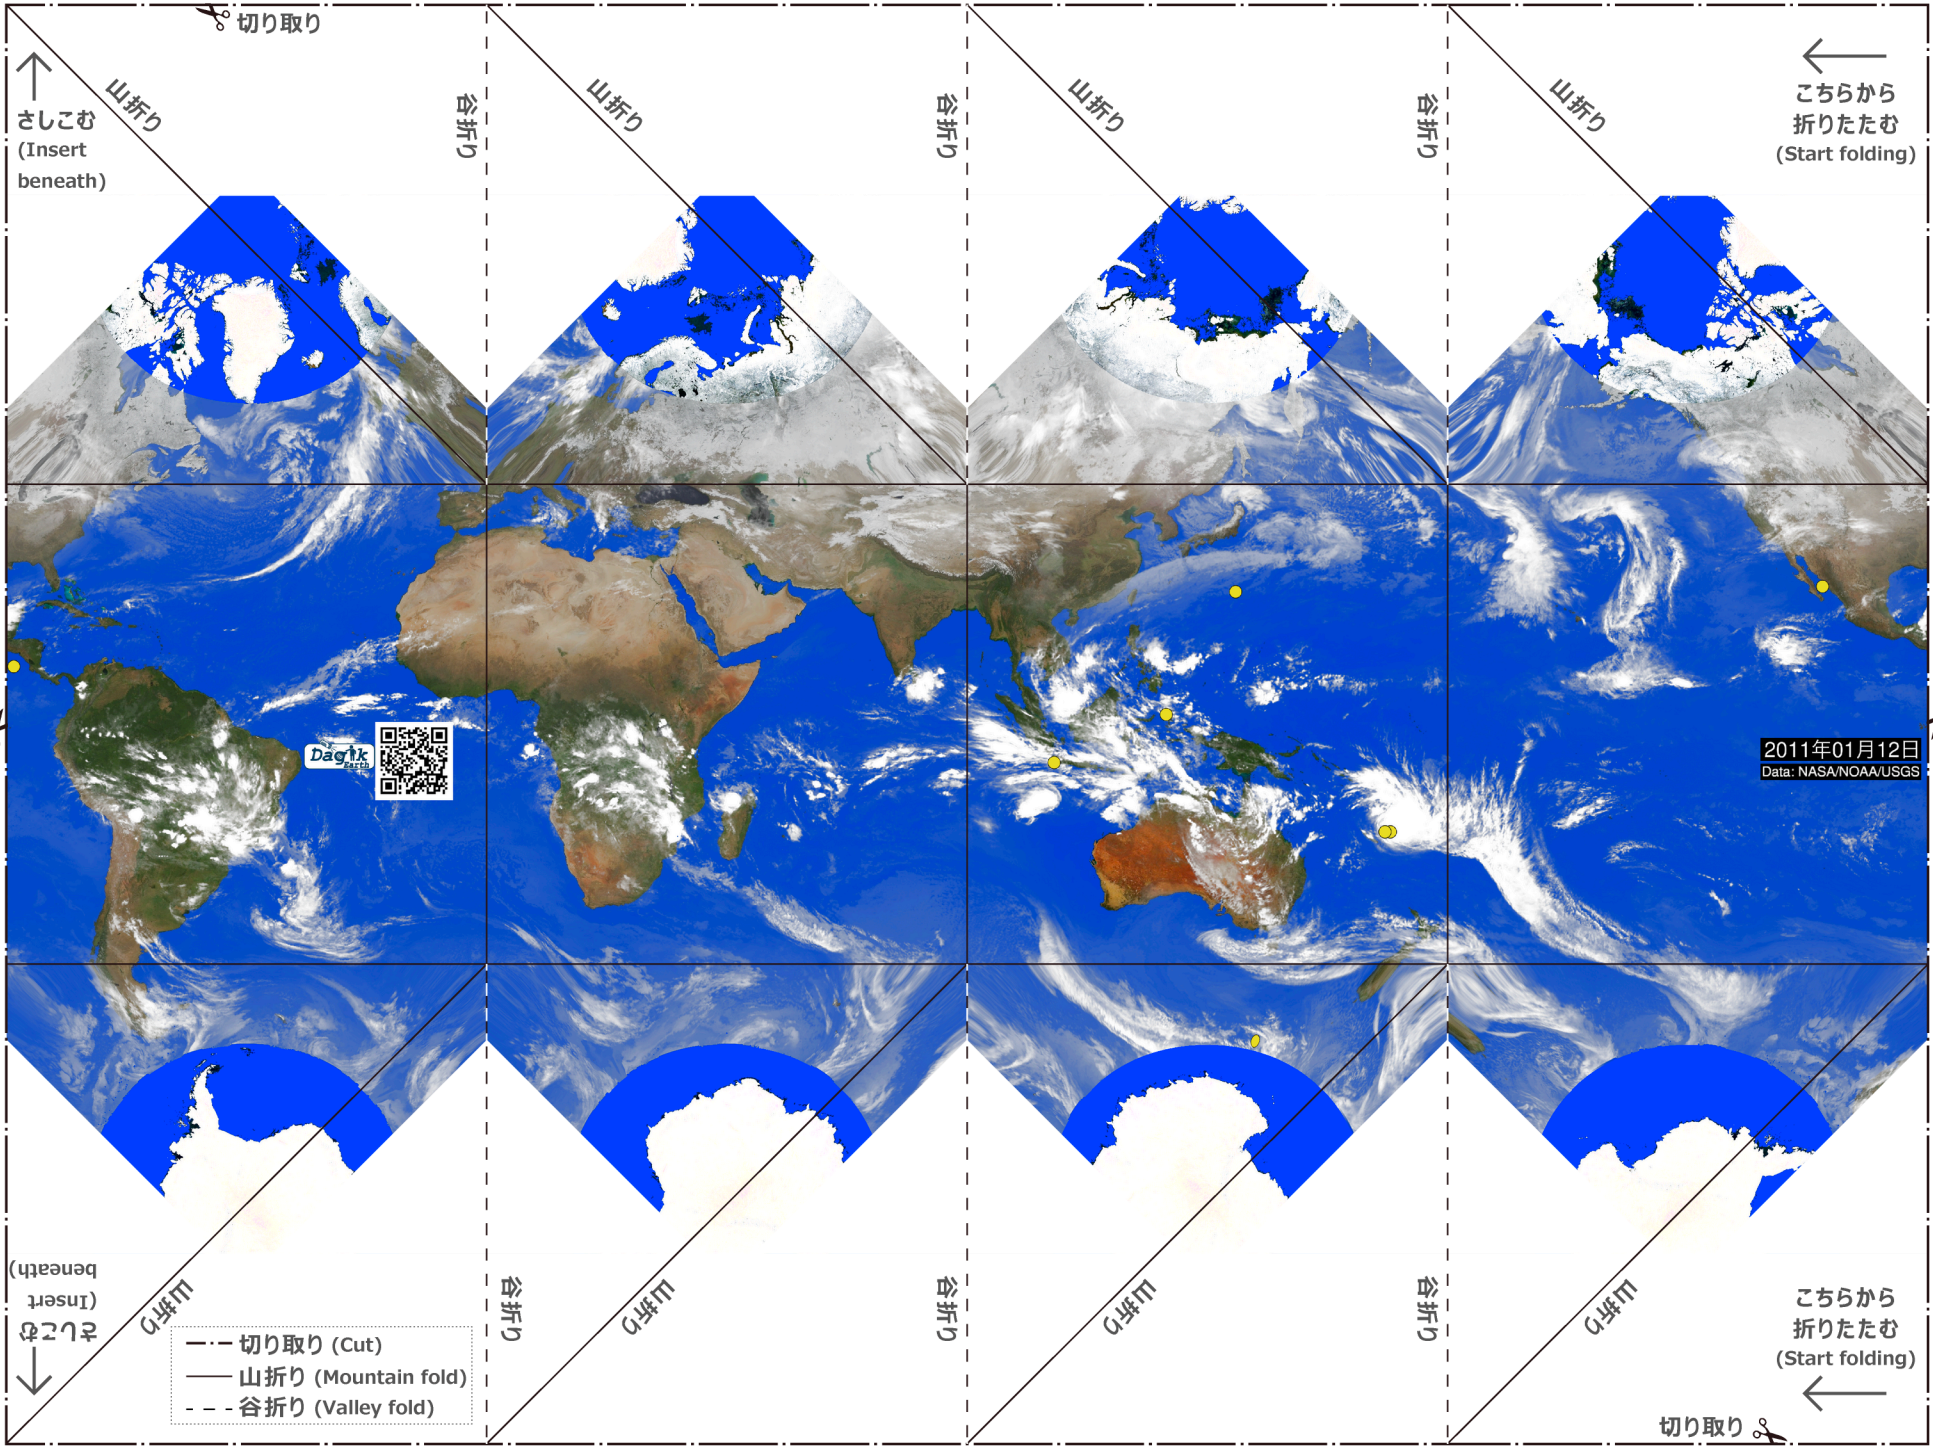 切り取り
さしこむ
(Insert
beneath)
山折り
谷折り
山折り
谷折り
山折り
谷折り
山折り
こちらから
折りたたむ
(Start folding)
Dagik
Earth
2011年01月12日
Data: NASA/NOAA/USGS
さしこむ
(Insert
beneath)
山折り
谷折り
山折り
谷折り
山折り
谷折り
山折り
こちらから
折りたたむ
(Start folding)
切り取り (Cut)
山折り (Mountain fold)
谷折り (Valley fold)
切り取り